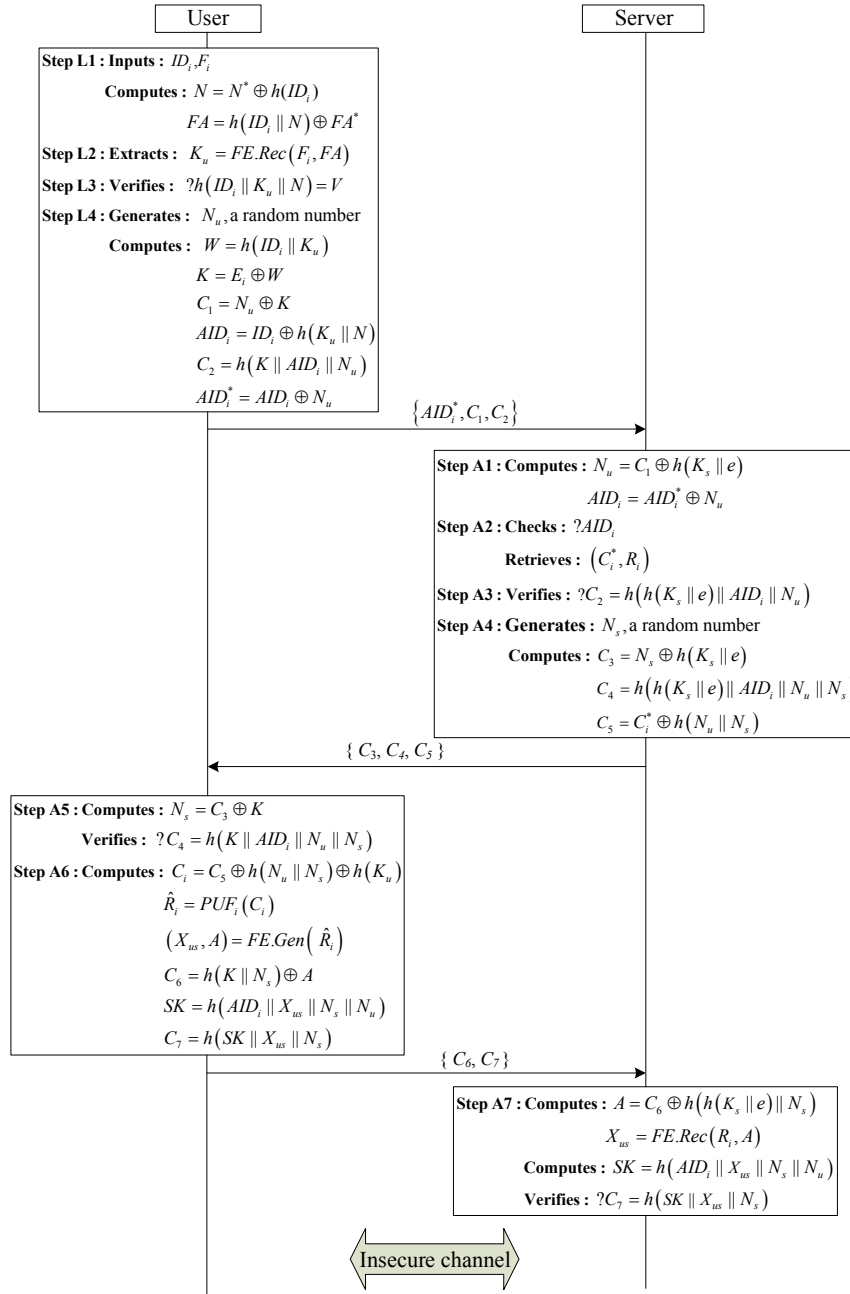 User
Server
Step L1 : Inputs : ID_i, F_i
Computes : N = N^* ⊕ h(ID_i)
FA = h(ID_i || N) ⊕ FA^*
Step L2 : Extracts : K_u = FE.Rec(F_i, FA)
Step L3 : Verifies : ?h(ID_i || K_u || N) = V
Step L4 : Generates : N_u, a random number
Computes : W = h(ID_i || K_u)
K = E_i ⊕ W
C_1 = N_u ⊕ K
AID_i = ID_i ⊕ h(K_u || N)
C_2 = h(K || AID_i || N_u)
AID_i^* = AID_i ⊕ N_u
{AID_i^*, C_1, C_2}
Step A1 : Computes : N_u = C_1 ⊕ h(K_s || e)
AID_i = AID_i^* ⊕ N_u
Step A2 : Checks : ?AID_i
Retrieves : (C_i^*, R_i)
Step A3 : Verifies : ?C_2 = h(h(K_s || e) || AID_i || N_u)
Step A4 : Generates : N_s, a random number
Computes : C_3 = N_s ⊕ h(K_s || e)
C_4 = h(h(K_s || e) || AID_i || N_u || N_s
C_5 = C_i^* ⊕ h(N_u || N_s)
{ C_3, C_4, C_5 }
Step A5 : Computes : N_s = C_3 ⊕ K
Verifies : ?C_4 = h(K || AID_i || N_u || N_s)
Step A6 : Computes : C_i = C_5 ⊕ h(N_u || N_s) ⊕ h(K_u)
R̂_i = PUF_i(C_i)
(X_us, A) = FE.Gen( R̂_i)
C_6 = h(K || N_s) ⊕ A
SK = h(AID_i || X_us || N_s || N_u)
C_7 = h(SK || X_us || N_s)
{ C_6, C_7}
Step A7 : Computes : A = C_6 ⊕ h(h(K_s || e) || N_s)
X_us = FE.Rec(R_i, A)
Computes : SK = h(AID_i || X_us || N_s || N_u)
Verifies : ?C_7 = h(SK || X_us || N_s)
Insecure channel